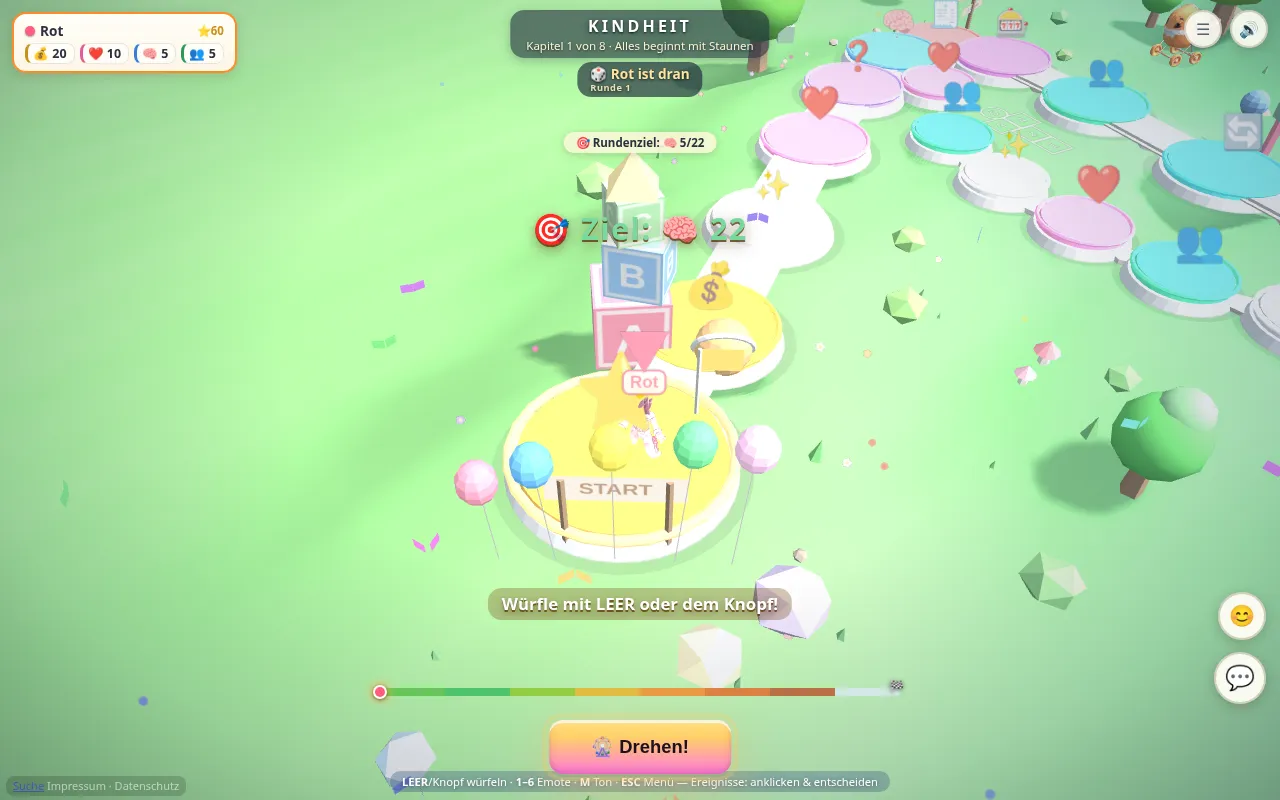 Rot
60
20
10
5
5
KINDHEIT
Kapitel 1 von 8 · Alles beginnt mit Staunen
Rot ist dran
Runde 1
Rundenziel: 5/22
Ziel: 22
C
B
A
Rot
START
Würfle mit LEER oder dem Knopf!
Drehen!
LEER/Knopf würfeln · 1–6 Emote · M Ton · ESC Menü — Ereignisse: anklicken & entscheiden
Suche Impressum · Datenschutz